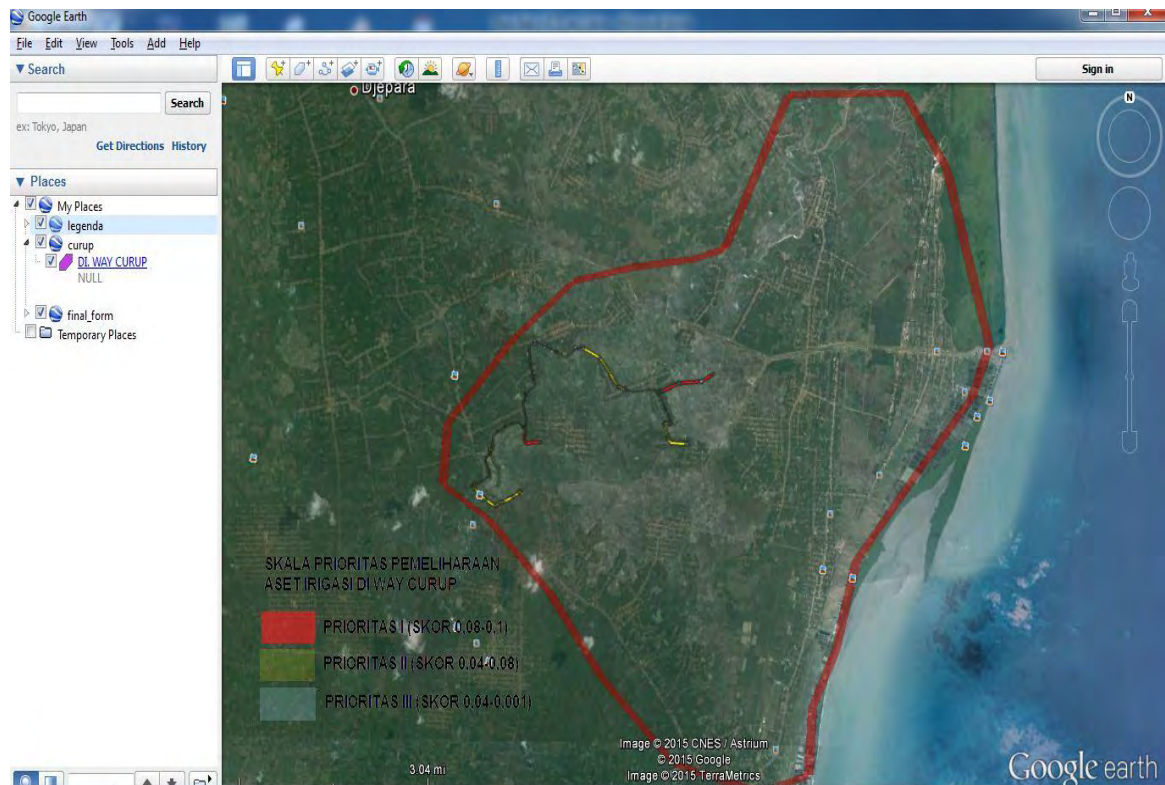 Google Earth
File Edit View Tools Add Help
Search
Search
ex: Tokyo, Japan
Get Directions History
Places
My Places
legenda
curup
DI. WAY CURUP
NULL
final_form
Temporary Places
Sign in
Djepara
N
SKALA PRIORITAS PEMELIHARAAN
ASET IRIGASI DI WAY CURUP
PRIORITAS I (SKOR 0,08-0,1)
PRIORITAS II (SKOR 0,04-0,08)
PRIORITAS III (SKOR 0,04-0,001)
3.04 mi
Image © 2015 CNES / Astrium
© 2015 Google
Image © 2015 TerraMetrics
Google earth